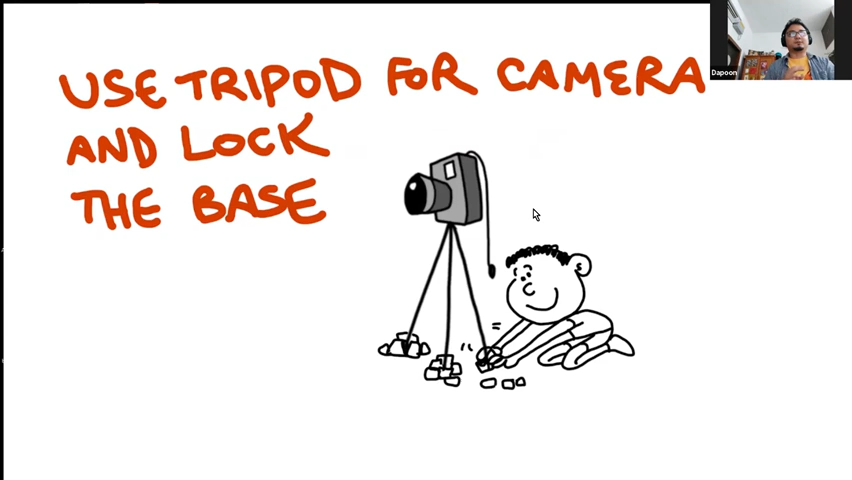 USE TRIPOD FOR CAMERA
AND LOCK
THE BASE
Dapoon